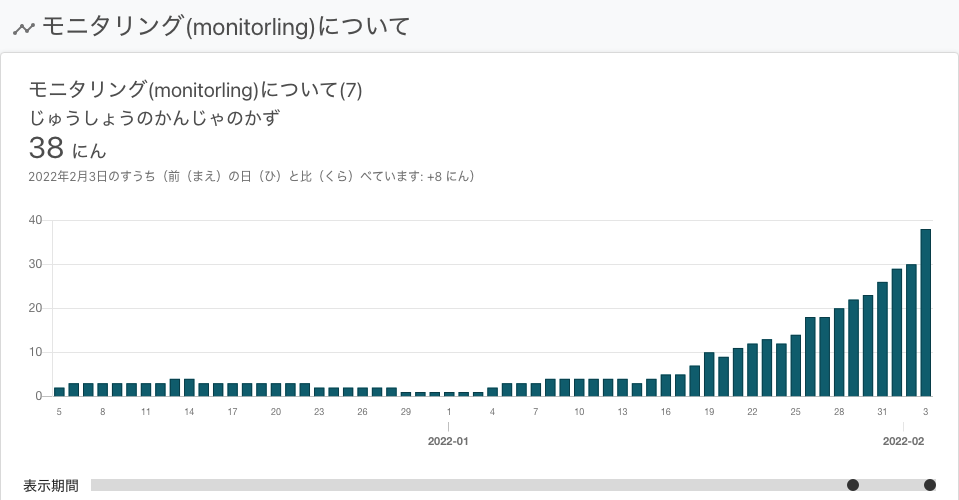 モニタリング(monitorling)について
モニタリング(monitorling)について(7)
じゅうしょうのかんじゃのかず
38 にん
2022年2月3日のすうち（前（まえ）の日（ひ）と比（くら）べています: +8 にん）
40
30
20
10
0
5 8 11 14 17 20 23 26 29 1 4 7 10 13 16 19 22 25 28 31 3
2022-01 2022-02
表示期間